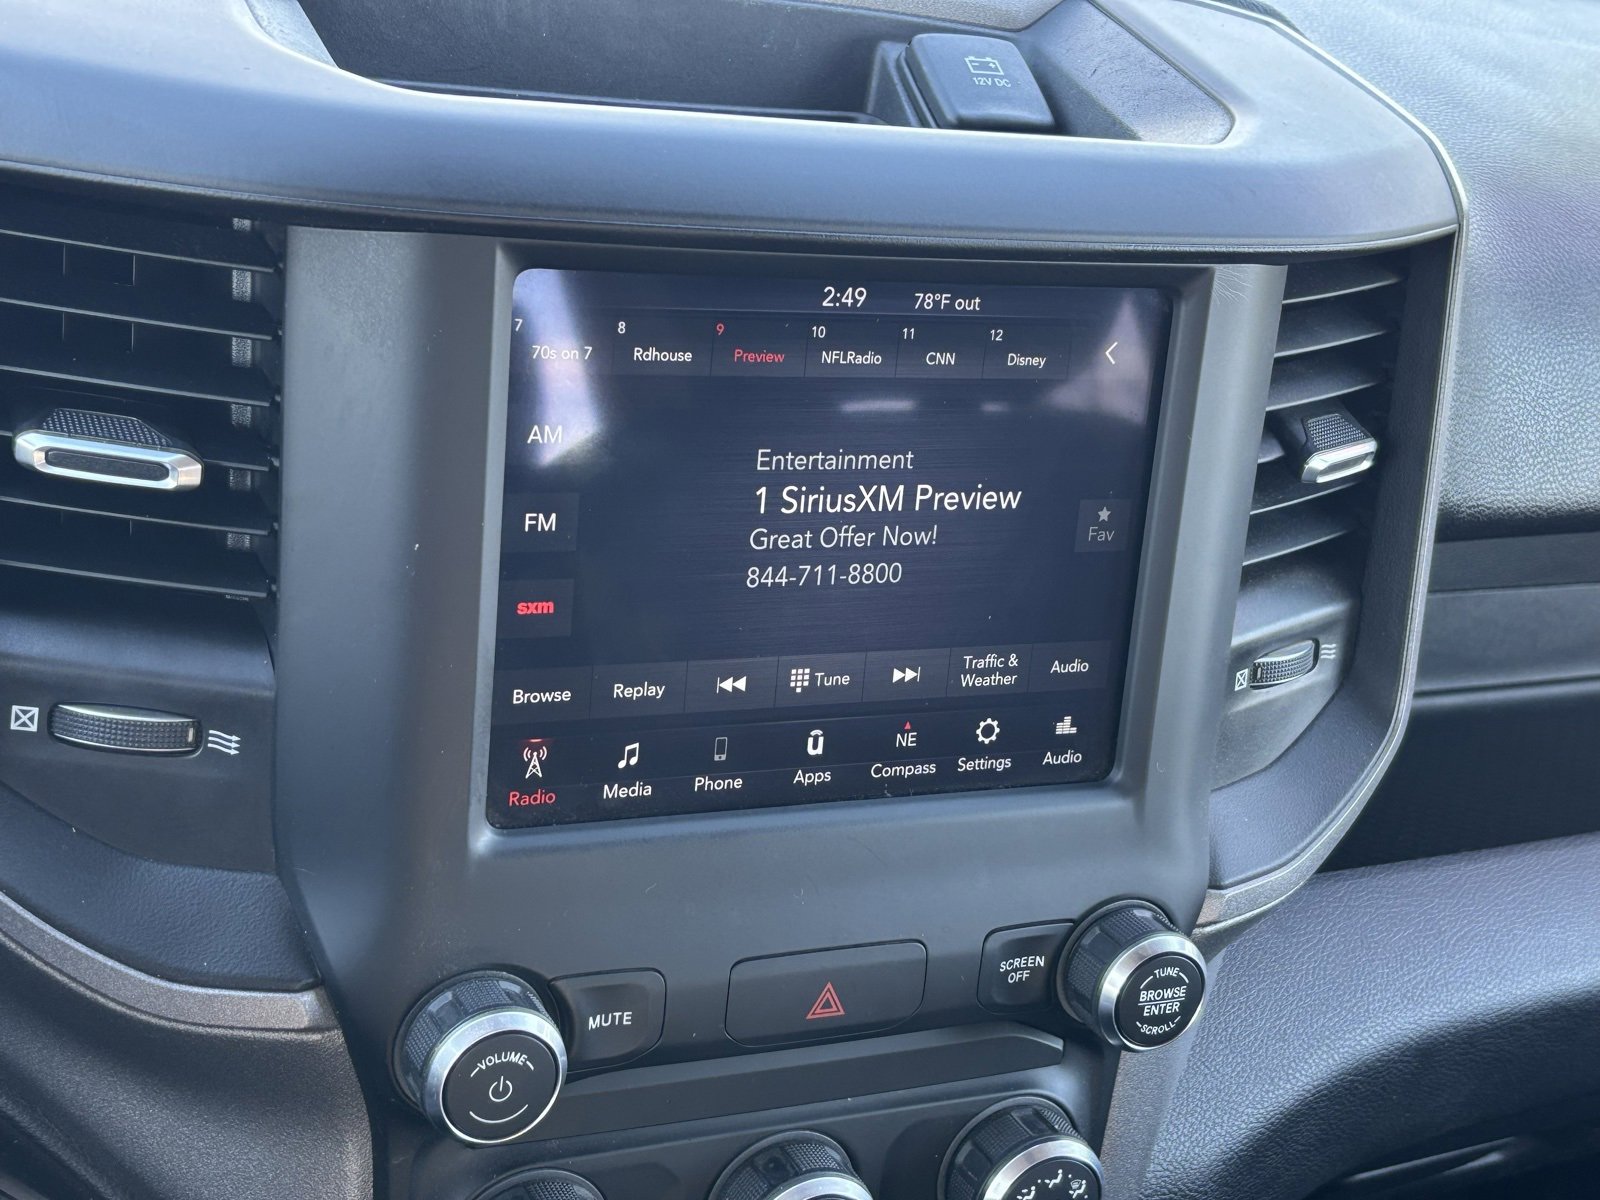 12V DC
2:49 78°F out
7 8 9 10 11 12
70s on 7 Rdhouse Preview NFLRadio CNN Disney
AM
Entertainment
1 SiriusXM Preview
Great Offer Now!
844-711-8800
FM
Fav
sxm
Browse Replay Tune Traffic & Weather Audio
NE
Radio Media Phone Apps Compass Settings Audio
SCREEN
OFF
TUNE
BROWSE
ENTER
SCROLL
MUTE
VOLUME